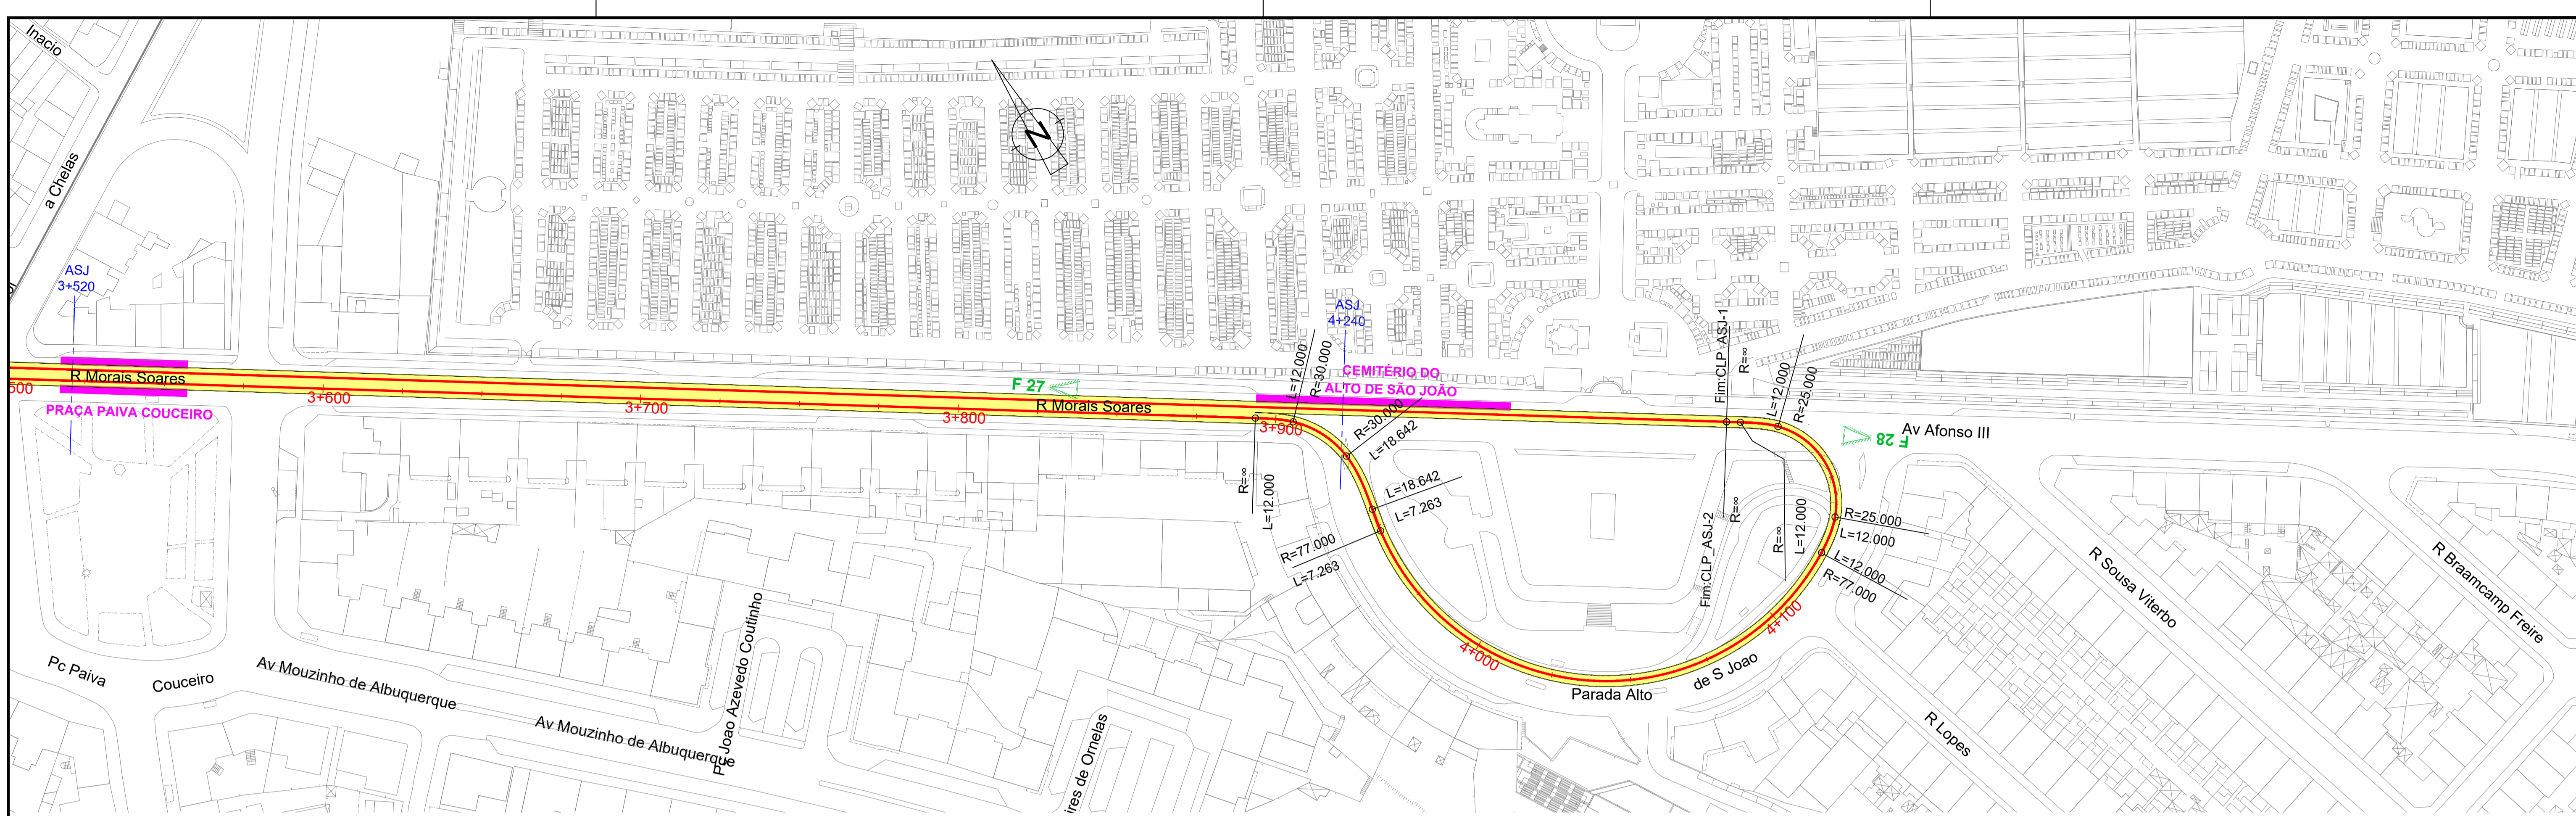 Inacio
a Chelas
N
ASJ
3+520
R Morais Soares
500
PRAÇA PAIVA COUCEIRO
3+600
3+700
3+800
F 27
R Morais Soares
3+900
ASJ
4+240
L=12.000
R=30.000
CEMITÉRIO DO
ALTO DE SÃO JOÃO
R=30.000
L=18.642
R=∞
L=12.000
L=18.642
L=7.263
R=77.000
L=7.263
Fim:CLP_ASJ-1
R=∞
L=12.000
R=25.000
F 28
Av Afonso III
Fim:CLP_ASJ-2
R=∞
R=∞
L=12.000
R=25.000
L=12.000
L=12.000
R=77.000
4+100
4+000
Parada Alto
de S Joao
R Sousa Viterbo
R Braamcamp Freire
R Lopes
Pc Paiva
Couceiro
Av Mouzinho de Albuquerque
Av Mouzinho de Albuquerque
Joao Azevedo Coutinho
ires de Ornelas